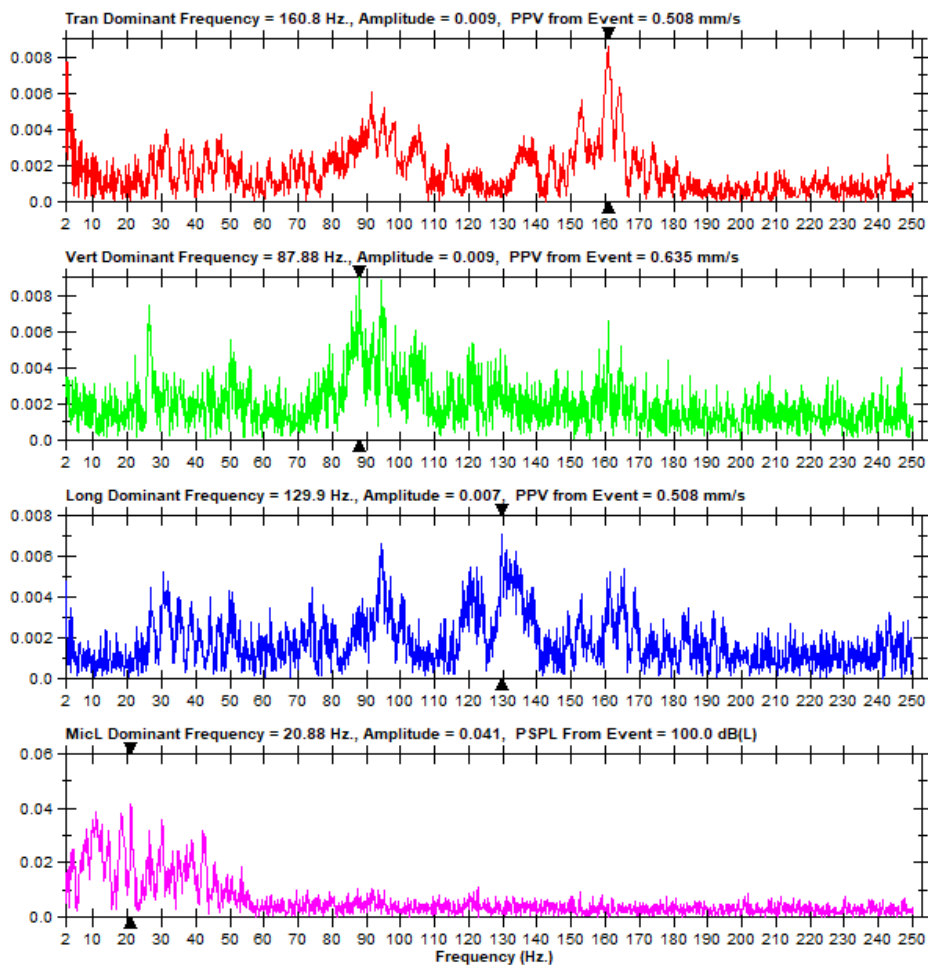 Tran Dominant Frequency = 160.8 Hz., Amplitude = 0.009, PPV from Event = 0.508 mm/s
0.008
0.006
0.004
0.002
0.0
2 10 20 30 40 50 60 70 80 90 100 110 120 130 140 150 160 170 180 190 200 210 220 230 240 250
Vert Dominant Frequency = 87.88 Hz., Amplitude = 0.009, PPV from Event = 0.635 mm/s
0.008
0.006
0.004
0.002
0.0
2 10 20 30 40 50 60 70 80 90 100 110 120 130 140 150 160 170 180 190 200 210 220 230 240 250
Long Dominant Frequency = 129.9 Hz., Amplitude = 0.007, PPV from Event = 0.508 mm/s
0.008
0.006
0.004
0.002
0.0
2 10 20 30 40 50 60 70 80 90 100 110 120 130 140 150 160 170 180 190 200 210 220 230 240 250
MicL Dominant Frequency = 20.88 Hz., Amplitude = 0.041, PSPL From Event = 100.0 dB(L)
0.06
0.04
0.02
0.0
2 10 20 30 40 50 60 70 80 90 100 110 120 130 140 150 160 170 180 190 200 210 220 230 240 250
Frequency (Hz.)